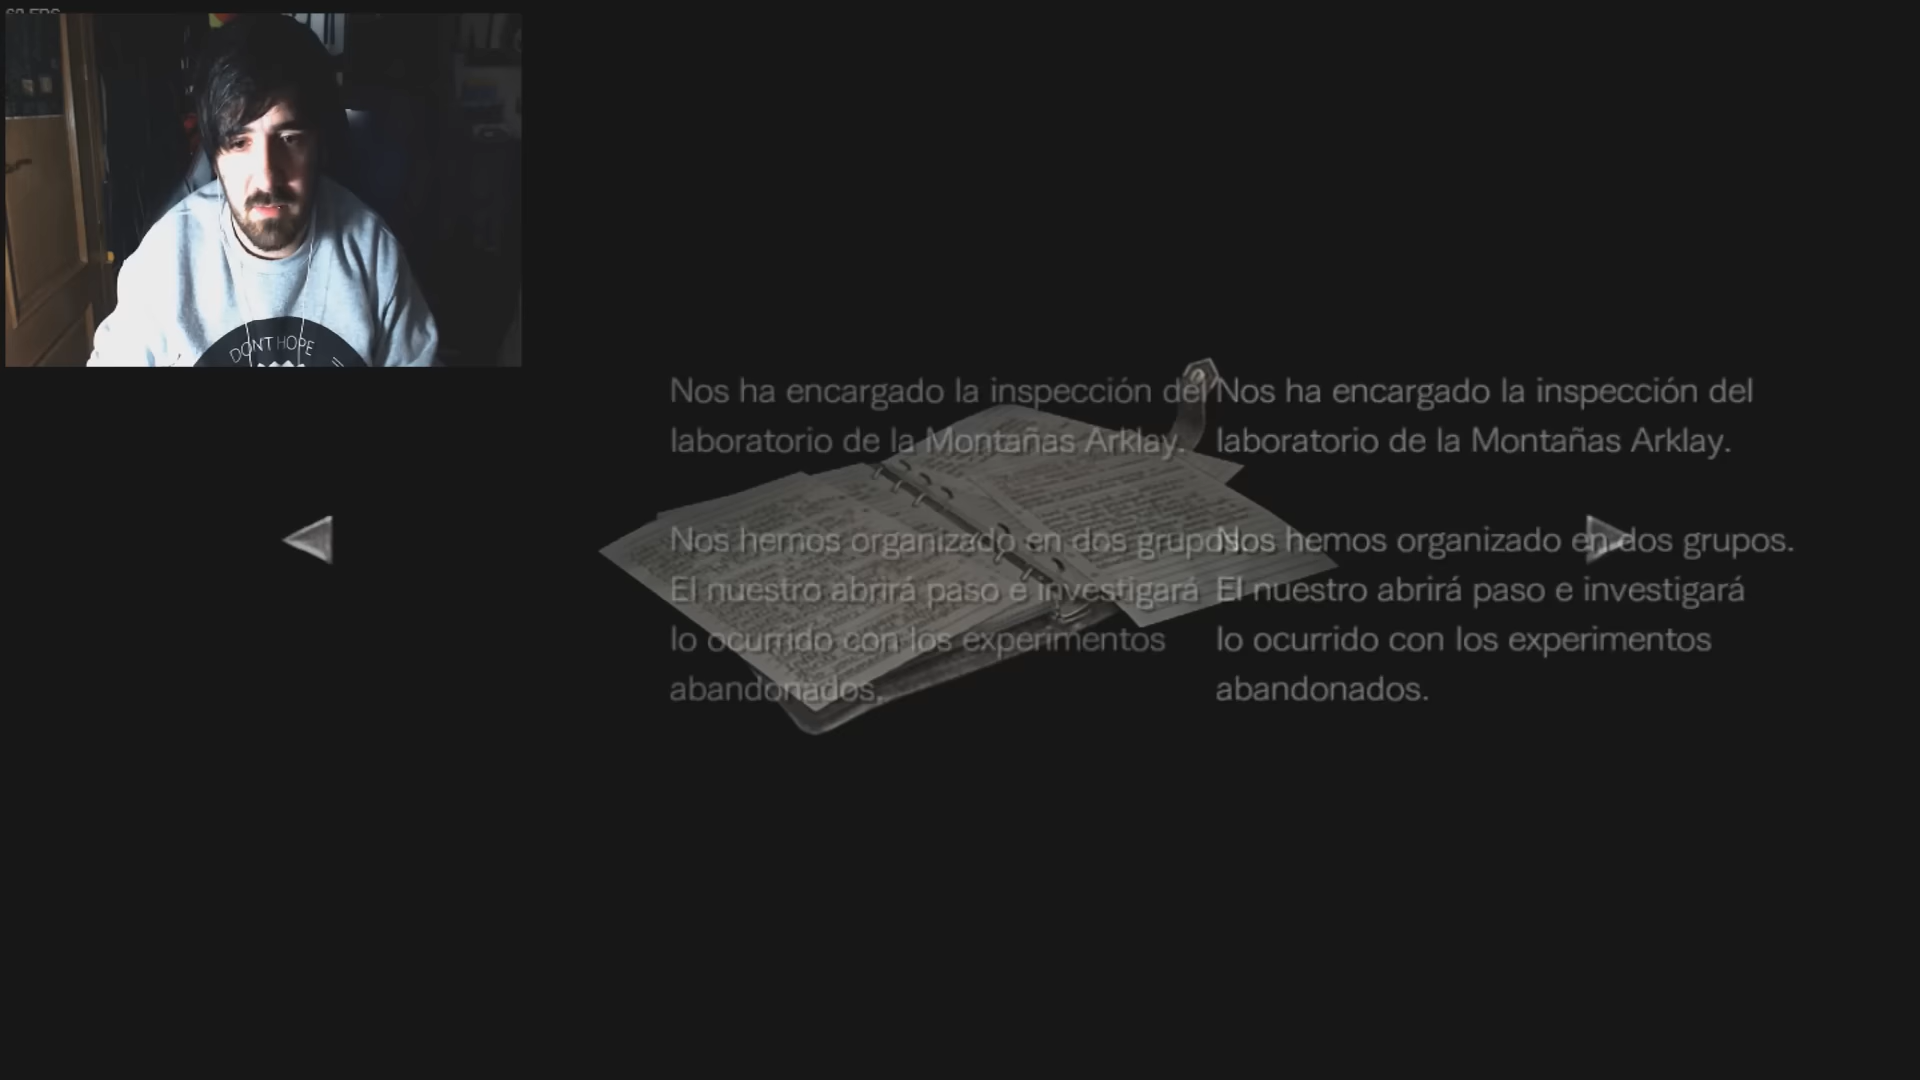 60 FPS
DON'T HOPE
Nos ha encargado la inspección del
laboratorio de la Montañas Arklay.
Nos hemos organizado en dos grupos.
El nuestro abrirá paso e investigará
lo ocurrido con los experimentos
abandonados.
Nos ha encargado la inspección del
laboratorio de la Montañas Arklay.
Nos hemos organizado en dos grupos.
El nuestro abrirá paso e investigará
lo ocurrido con los experimentos
abandonados.